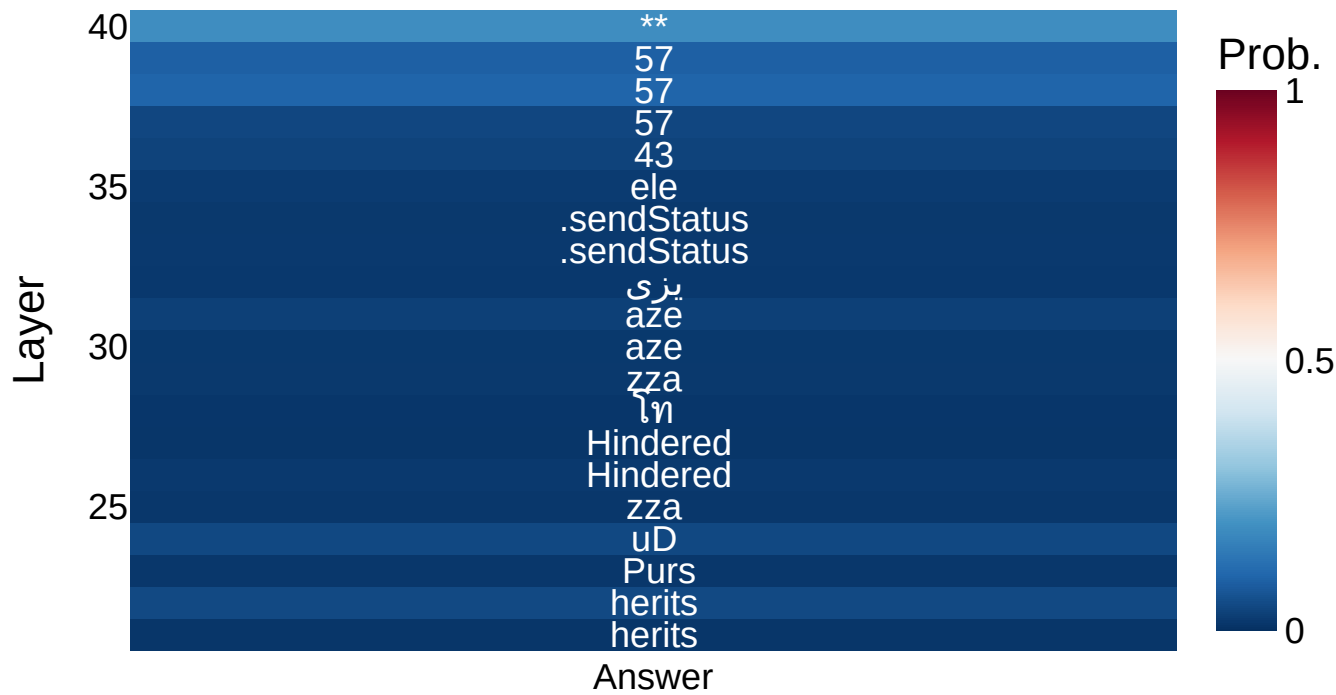 40
**
57
57
57
43
35
ele
.sendStatus
.sendStatus
یزی
aze
30
aze
zza
โท
Hindered
Hindered
25
zza
uD
Purs
herits
herits
Layer
Answer
Prob.
1
0.5
0